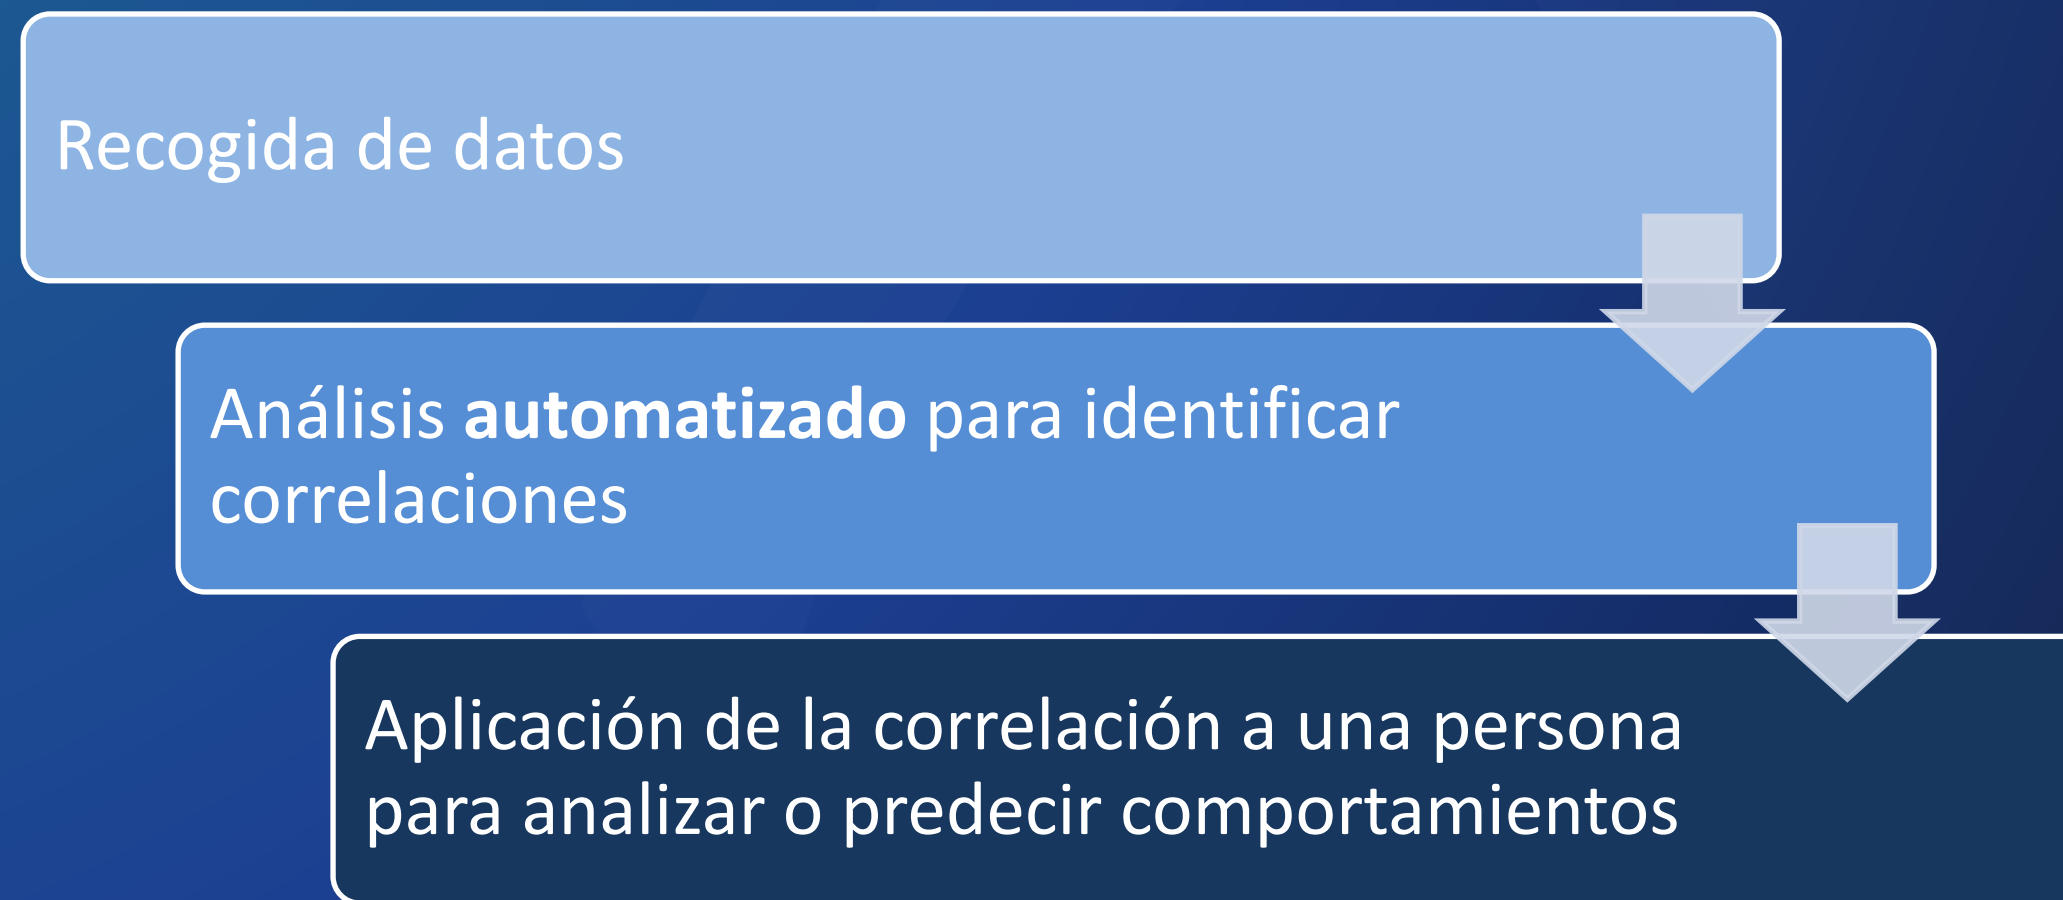 Recogida de datos
Análisis automatizado para identificar
correlaciones
Aplicación de la correlación a una persona
para analizar o predecir comportamientos